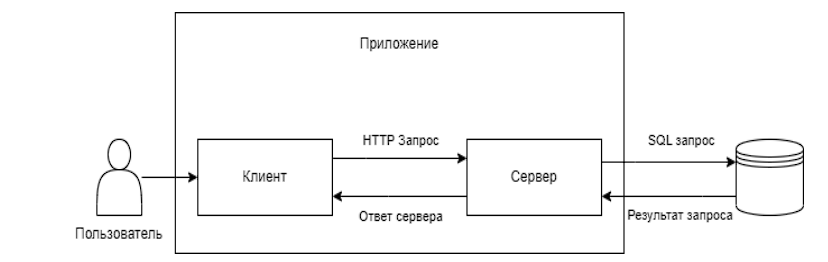 Приложение
HTTP Запрос
SQL запрос
Клиент
Сервер
Ответ сервера
Результат запроса
Пользователь